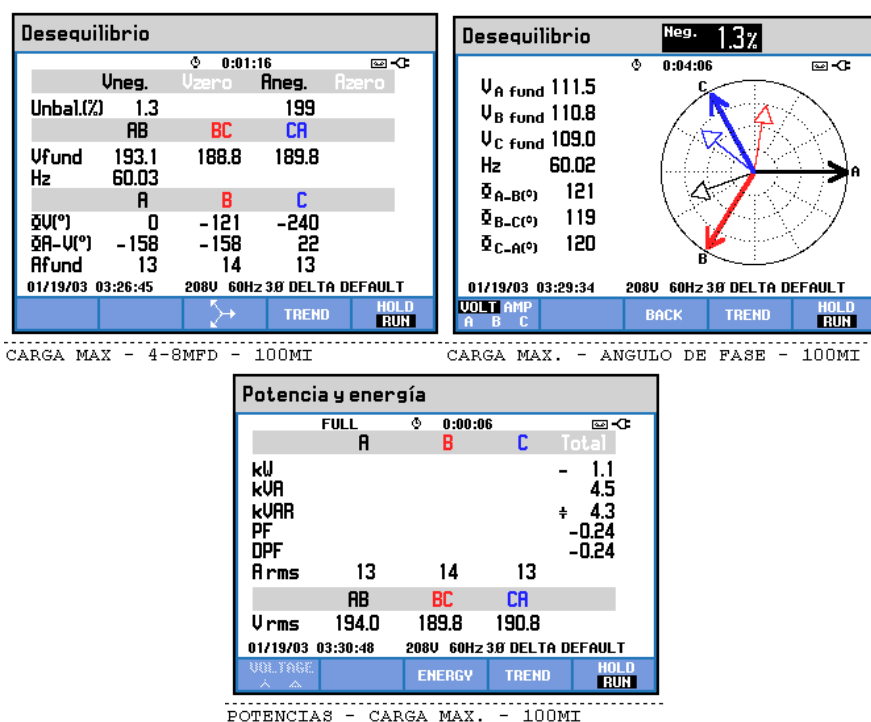 Desequilibrio
0:01:16
Vneg. Vzero Aneg. Azero
Unbal.(%) 1.3 199
AB BC CA
Vfund 193.1 188.8 189.8
Hz 60.03
A B C
ΦV(°) 0 -121 -240
ΦA-V(°) -158 -158 22
Afund 13 14 13
01/19/03 03:26:45 208V 60Hz 3Ø DELTA DEFAULT
TREND HOLD RUN
CARGA MAX - 4-8MFD - 100MI
Desequilibrio Neg. 1.3%
0:04:06
VA fund 111.5
VB fund 110.8
VC fund 109.0
Hz 60.02
ΦA-B(°) 121
ΦB-C(°) 119
ΦC-A(°) 120
C
A
B
01/19/03 03:29:34 208V 60Hz 3Ø DELTA DEFAULT
VOLT AMP
A B C BACK TREND HOLD RUN
CARGA MAX. - ANGULO DE FASE - 100MI
Potencia y energía
FULL 0:00:06
A B C Total
kW - 1.1
kVA 4.5
kVAR 4.3
PF -0.24
DPF -0.24
A rms 13 14 13
AB BC CA
V rms 194.0 189.8 190.8
01/19/03 03:30:48 208V 60Hz 3Ø DELTA DEFAULT
VOLTAGE ENERGY TREND HOLD RUN
POTENCIAS - CARGA MAX. - 100MI